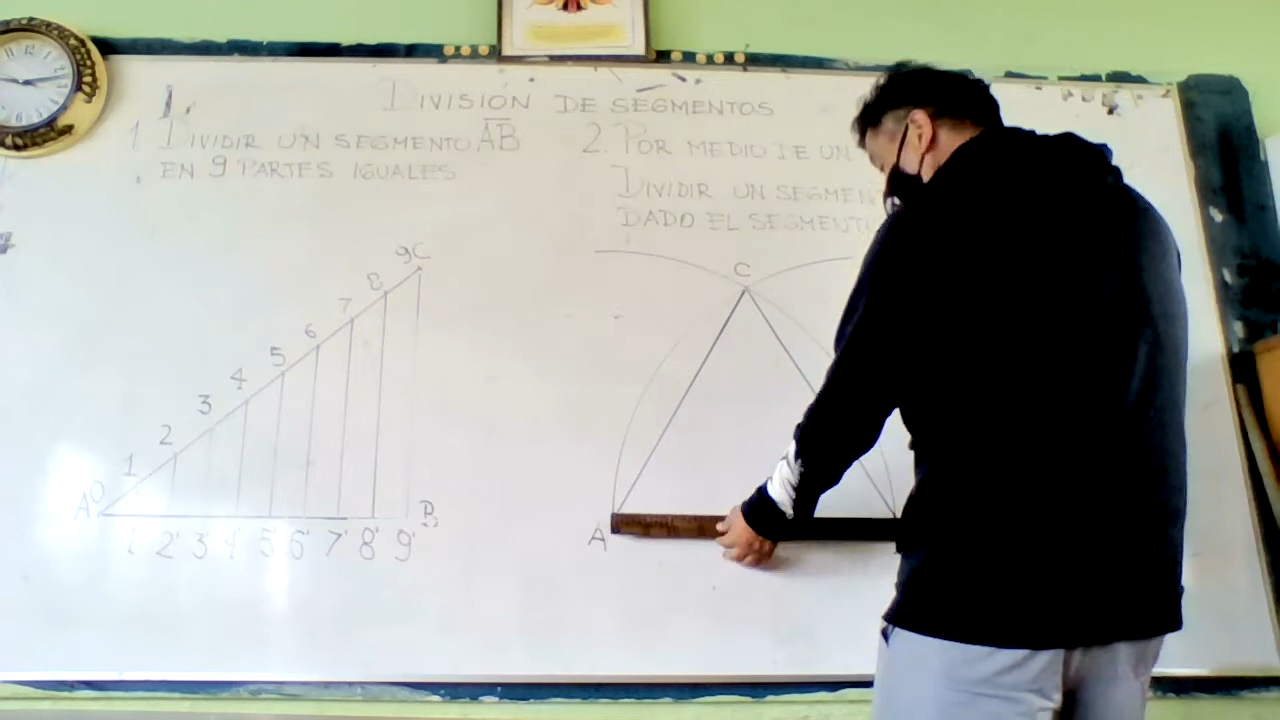 DIVISIÓN DE SEGMENTOS
1. DIVIDIR UN SEGMENTO AB
EN 9 PARTES IGUALES
2. POR MEDIO DE UN
DIVIDIR UN SEGMEN
DADO EL SEGMENTO
9C
8
7
6
5
4
3
2
1
0
A
B
1' 2' 3' 4' 5' 6' 7' 8' 9'
C
A